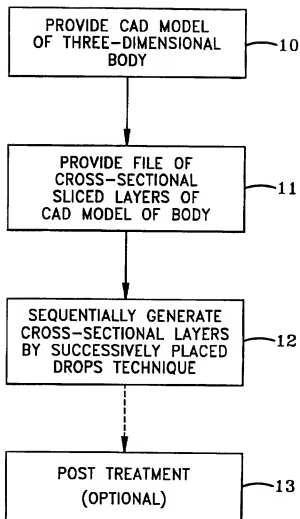 PROVIDE CAD MODEL
OF THREE-DIMENSIONAL
BODY
10
PROVIDE FILE OF
CROSS-SECTIONAL
SLICED LAYERS OF
CAD MODEL OF BODY
11
SEQUENTIALLY GENERATE
CROSS-SECTIONAL LAYERS
BY SUCCESSIVELY PLACED
DROPS TECHNIQUE
12
POST TREATMENT
(OPTIONAL)
13